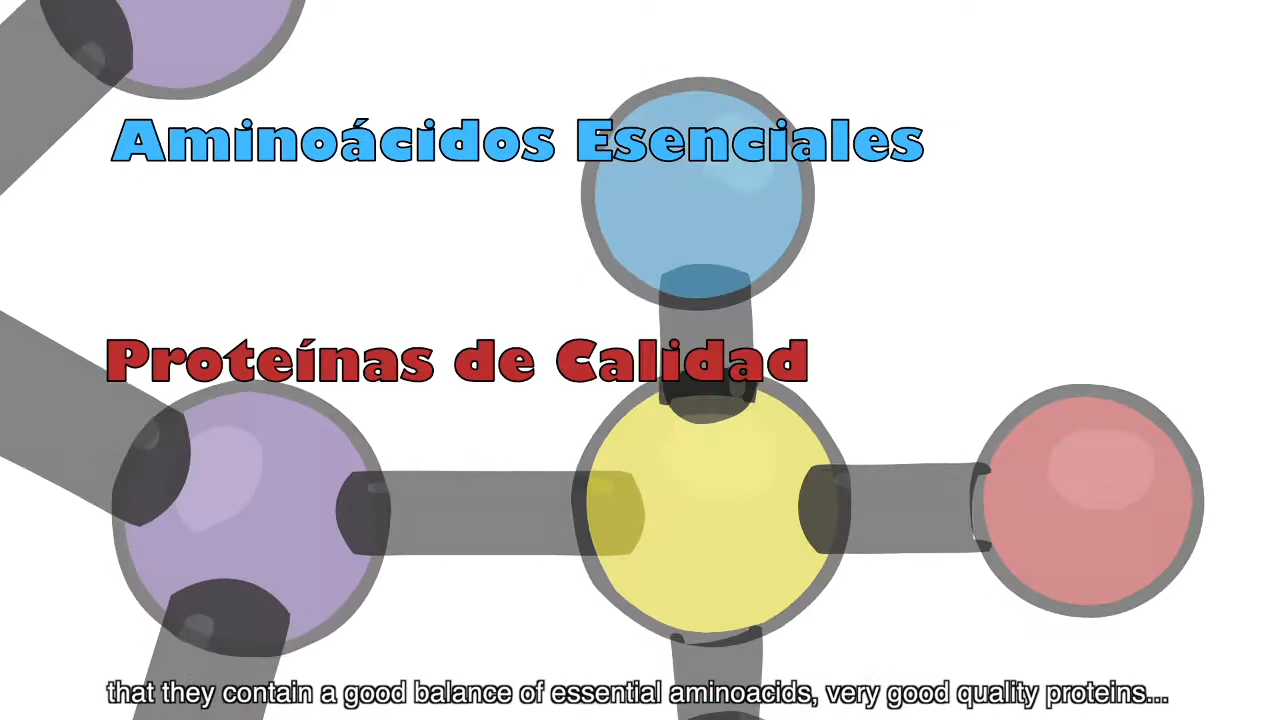 Aminoácidos Esenciales
Proteínas de Calidad
that they contain a good balance of essential aminoacids, very good quality proteins...